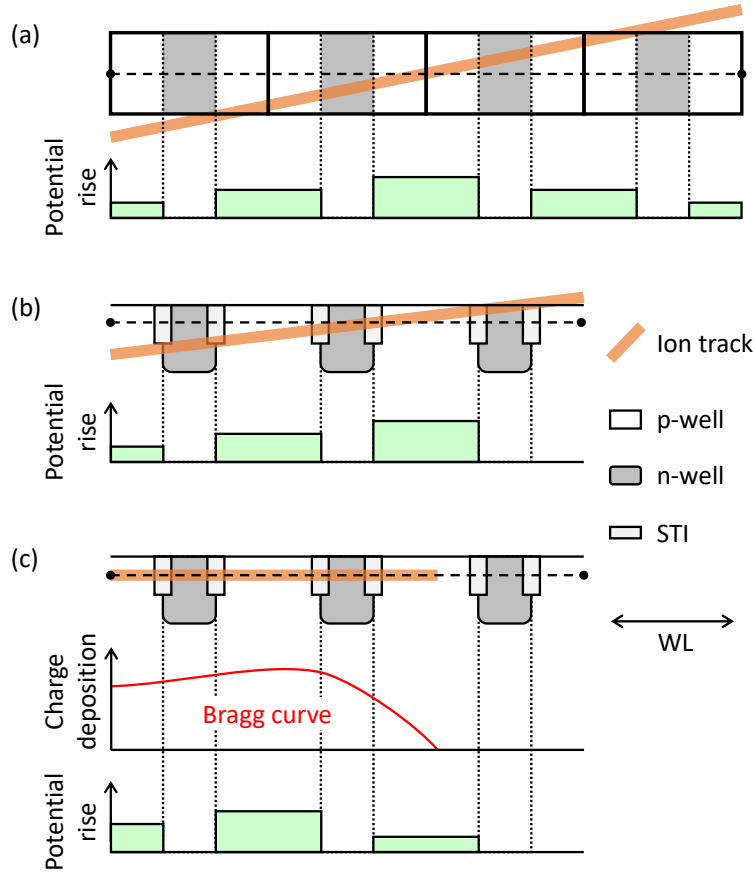 (a)
Potential
rise
(b)
Potential
rise
Ion track
p-well
n-well
STI
WL
(c)
Charge
deposition
Bragg curve
Potential
rise